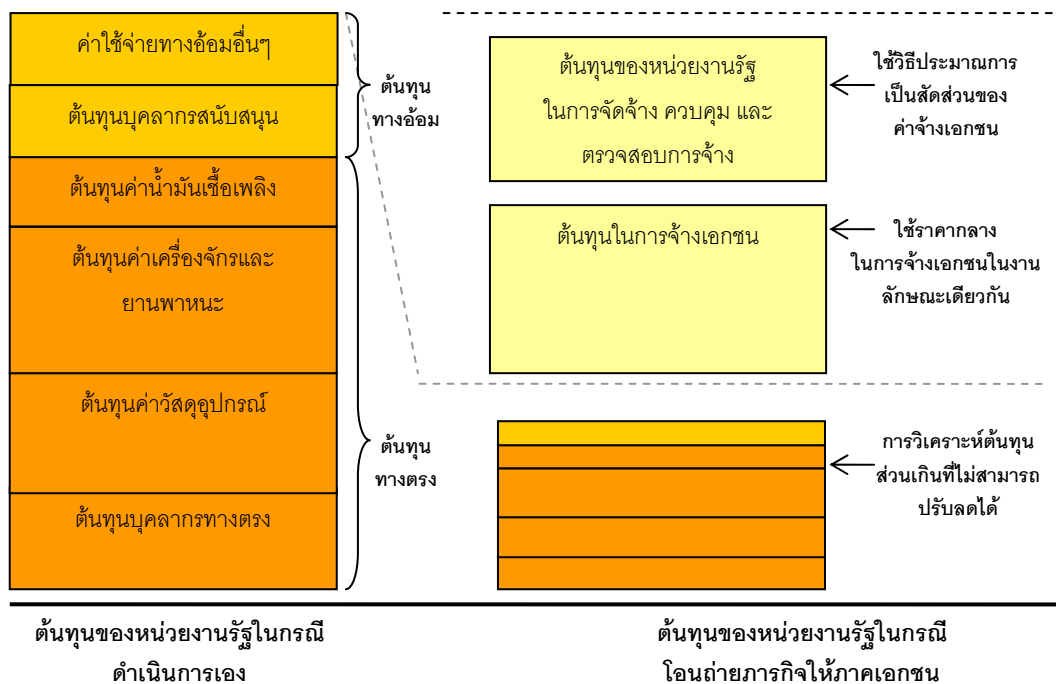 ค่าใช้จ่ายทางอ้อมอื่นๆ
ต้นทุนบุคลากรสนับสนุน
ต้นทุนค่าน้ำมันเชื้อเพลิง
ต้นทุนค่าเครื่องจักรและ
ยานพาหนะ
ต้นทุนค่าวัสดุอุปกรณ์
ต้นทุนบุคลากรทางตรง
ต้นทุน
ทางอ้อม
ต้นทุน
ทางตรง
ต้นทุนของหน่วยงานรัฐ
ในการจัดจ้าง ควบคุม และ
ตรวจสอบการจ้าง
ใช้วิธีประมาณการ
เป็นสัดส่วนของ
ค่าจ้างเอกชน
ต้นทุนในการจ้างเอกชน
ใช้ราคากลาง
ในการจ้างเอกชนในงาน
ลักษณะเดียวกัน
การวิเคราะห์ต้นทุน
ส่วนเกินที่ไม่สามารถ
ปรับลดได้
ต้นทุนของหน่วยงานรัฐในกรณี
ดำเนินการเอง
ต้นทุนของหน่วยงานรัฐในกรณี
โอนถ่ายภารกิจให้ภาคเอกชน